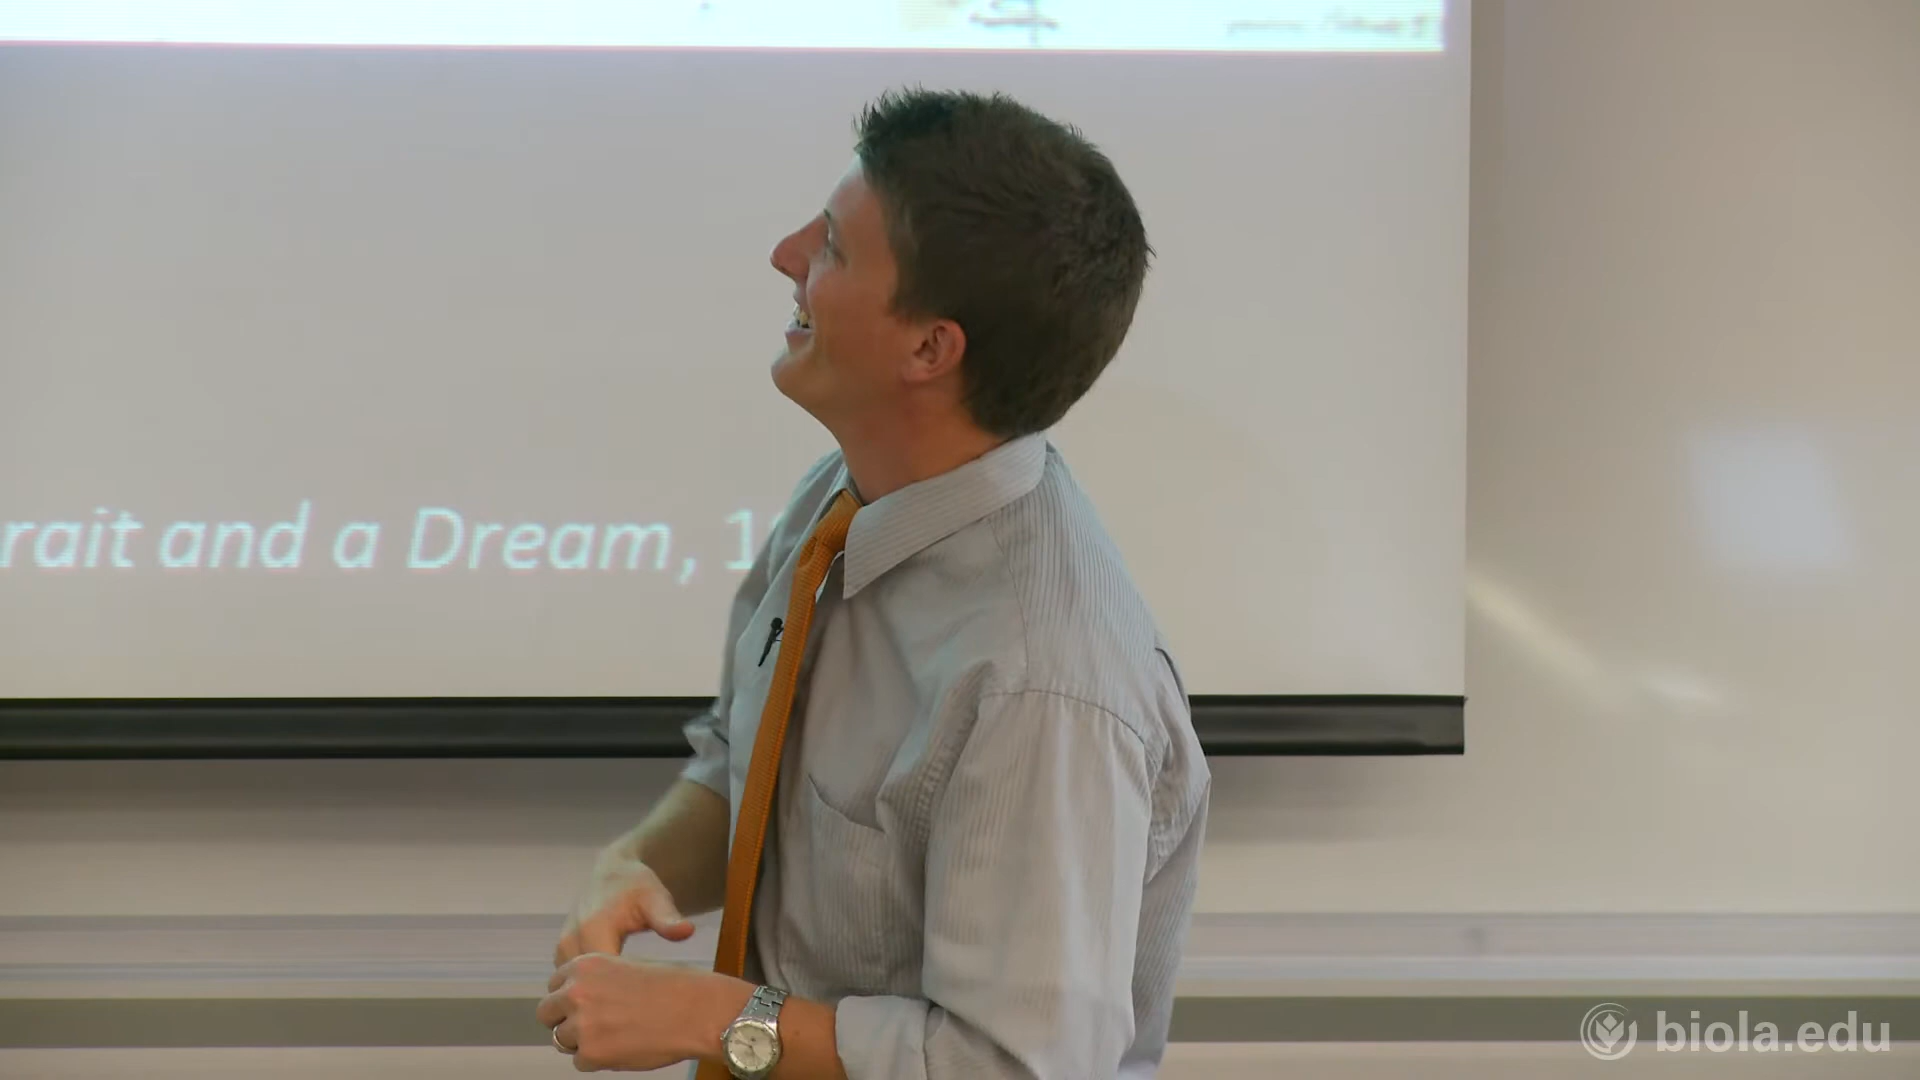 rait and a Dream, 1
biola.edu